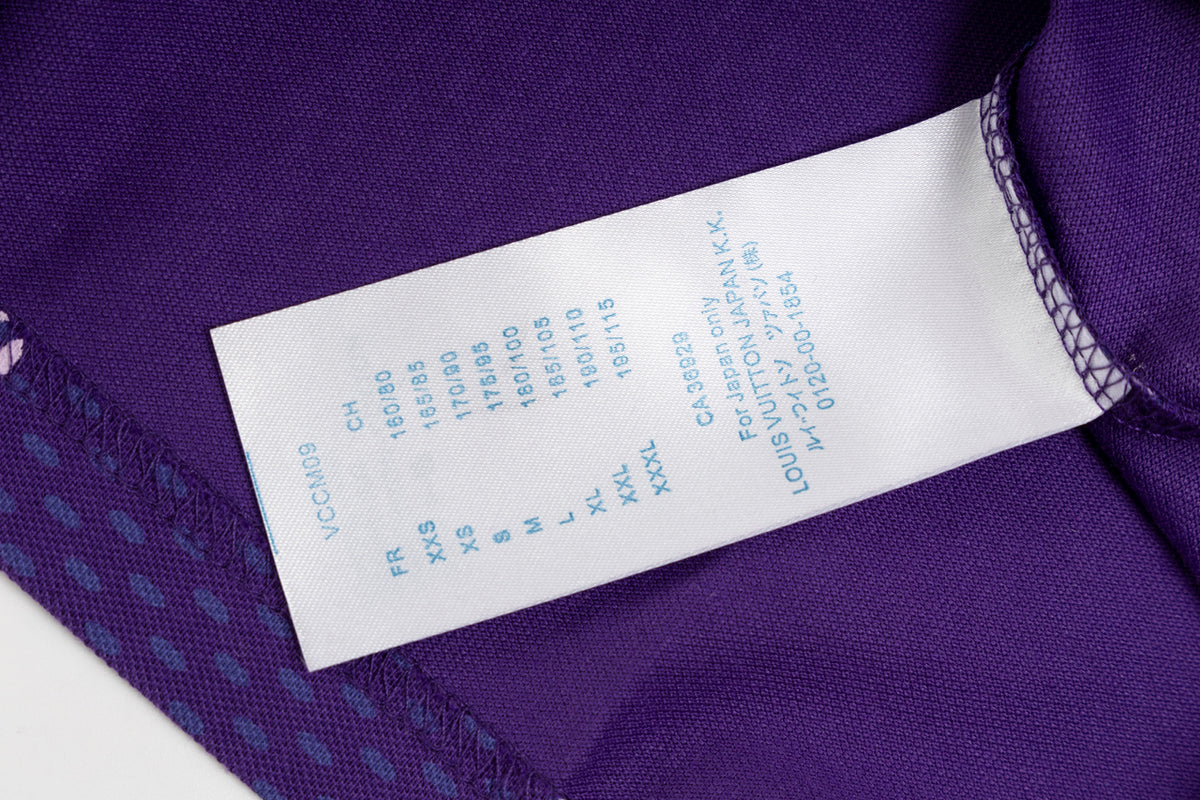 VCCM09
FR CH
XXS 160/80
XS 165/85
S 170/90
M 175/95
L 180/100
XL 185/105
XXL 190/110
XXXL 195/115
CA 36929
For Japan only
LOUIS VUITTON JAPAN K.K.
ルイ・ヴィトン ジャパン (株)
0120-00-1854